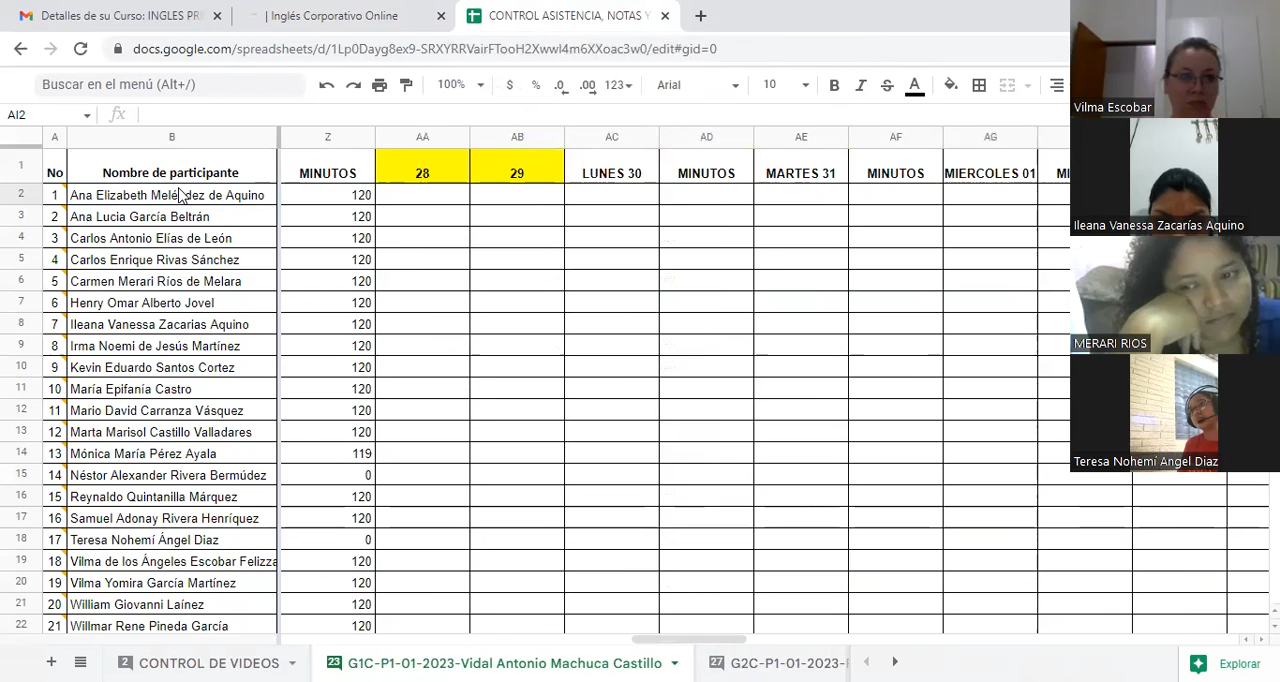 Detalles de su Curso: INGLES PRI
Inglés Corporativo Online
CONTROL ASISTENCIA, NOTAS Y
docs.google.com/spreadsheets/d/1Lp0Dayg8ex9-SRXYRRVairFTooH2Xwwl4m6XXoac3w0/edit#gid=0
Buscar en el menú (Alt+/)
100% $ % .0 .00 123 Arial 10 B I S A
AI2 fx
A B Z AA AB AC AD AE AF AG
1 No Nombre de participante MINUTOS 28 29 LUNES 30 MINUTOS MARTES 31 MINUTOS MIERCOLES 01 MI
2 1 Ana Elizabeth Meléndez de Aquino 120
3 2 Ana Lucia García Beltrán 120
4 3 Carlos Antonio Elías de León 120
5 4 Carlos Enrique Rivas Sánchez 120
6 5 Carmen Merari Ríos de Melara 120
7 6 Henry Omar Alberto Jovel 120
8 7 Ileana Vanessa Zacarias Aquino 120
9 8 Irma Noemi de Jesús Martínez 120
10 9 Kevin Eduardo Santos Cortez 120
11 10 María Epifanía Castro 120
12 11 Mario David Carranza Vásquez 120
13 12 Marta Marisol Castillo Valladares 120
14 13 Mónica María Pérez Ayala 119
15 14 Néstor Alexander Rivera Bermúdez 0
16 15 Reynaldo Quintanilla Márquez 120
17 16 Samuel Adonay Rivera Henríquez 120
18 17 Teresa Nohemí Ángel Diaz 0
19 18 Vilma de los Ángeles Escobar Felizza 120
20 19 Vilma Yomira García Martínez 120
21 20 William Giovanni Laínez 120
22 21 Willmar Rene Pineda García 120
2 CONTROL DE VIDEOS 23 G1C-P1-01-2023-Vidal Antonio Machuca Castillo 27 G2C-P1-01-2023-
Explorar
Vilma Escobar
Ileana Vanessa Zacarías Aquino
MERARI RIOS
Teresa Nohemí Angel Diaz